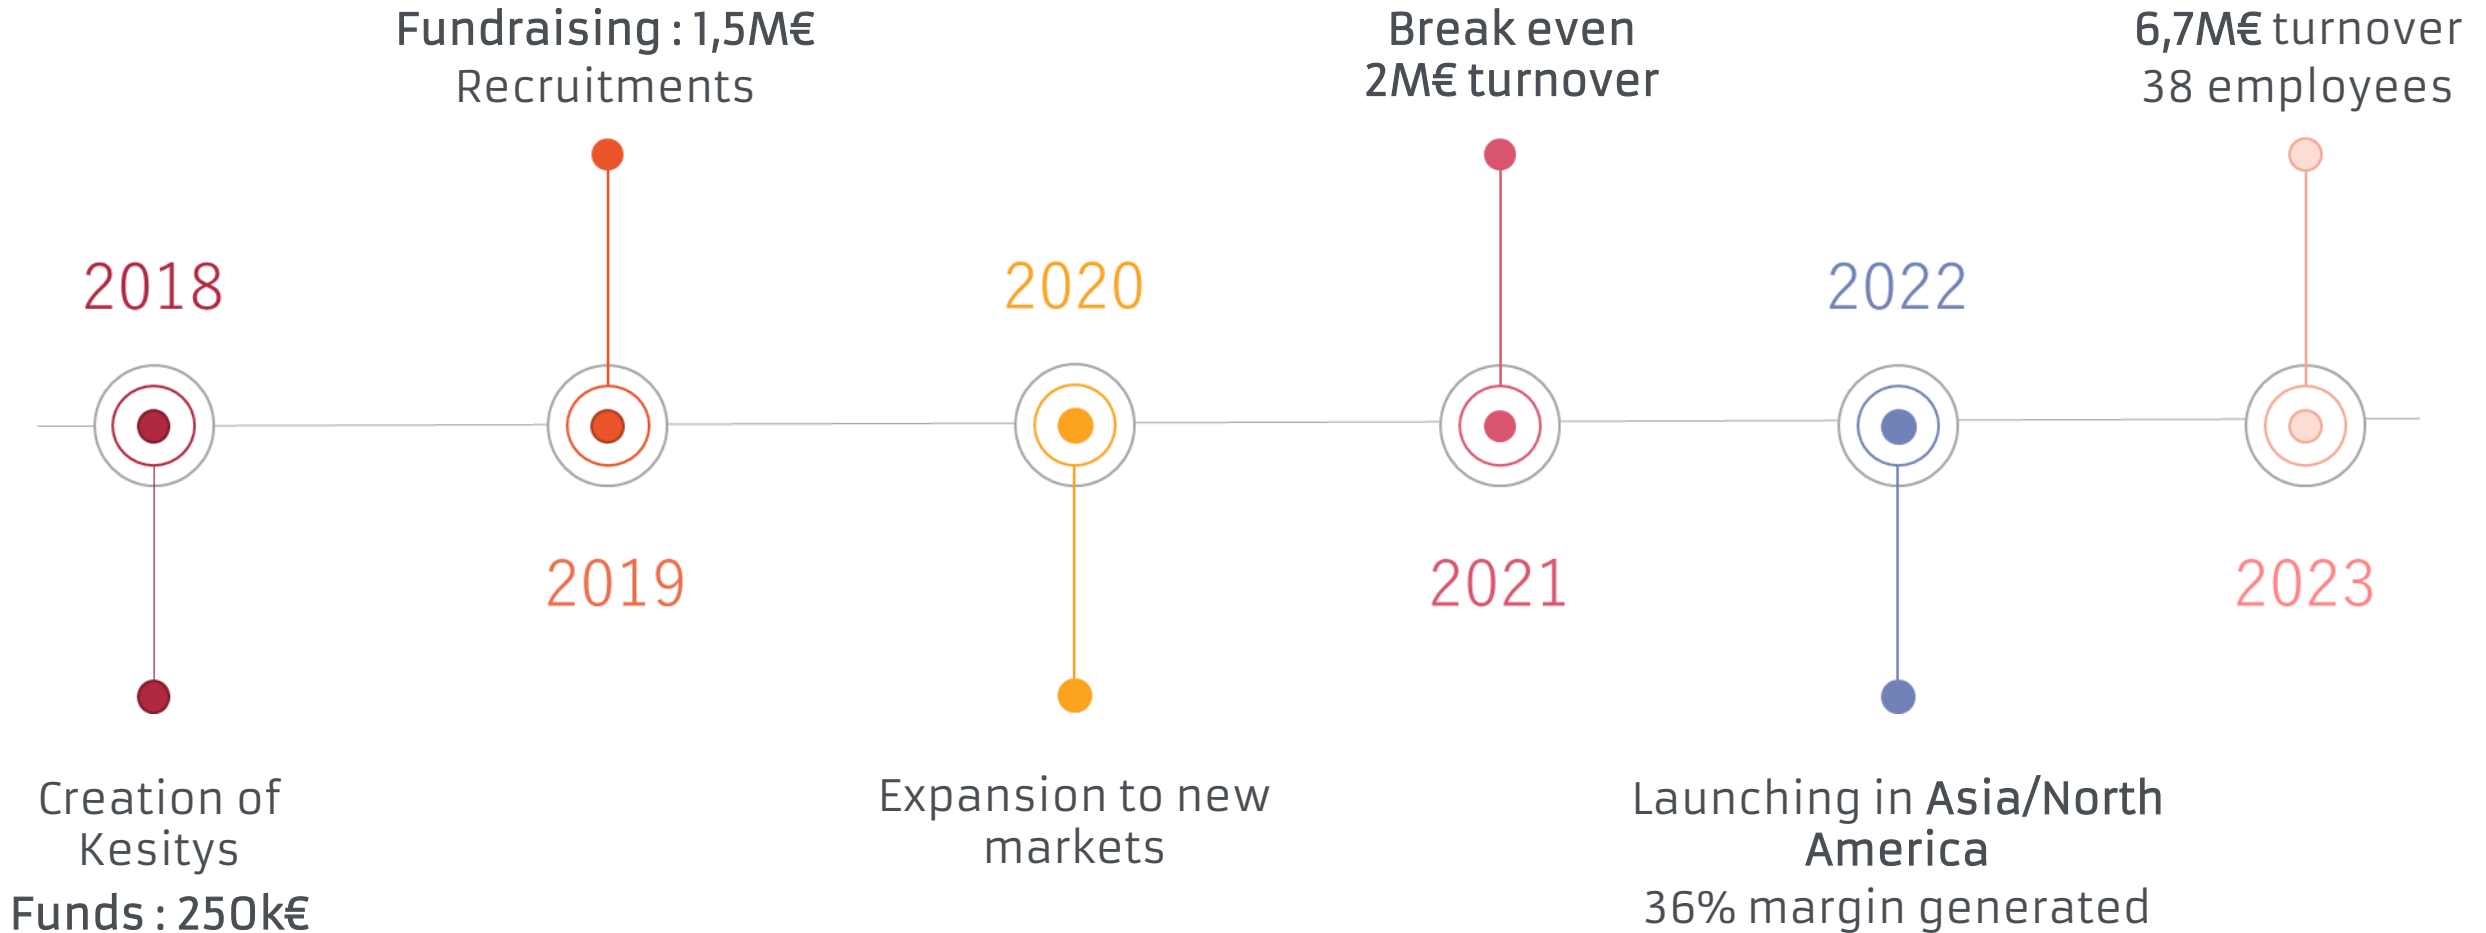 2018
Creation of
Kesitys
Funds : 250k€
Fundraising : 1,5M€
Recruitments
2019
2020
Expansion to new
markets
Break even
2M€ turnover
2021
2022
Launching in Asia/North
America
36% margin generated
6,7M€ turnover
38 employees
2023